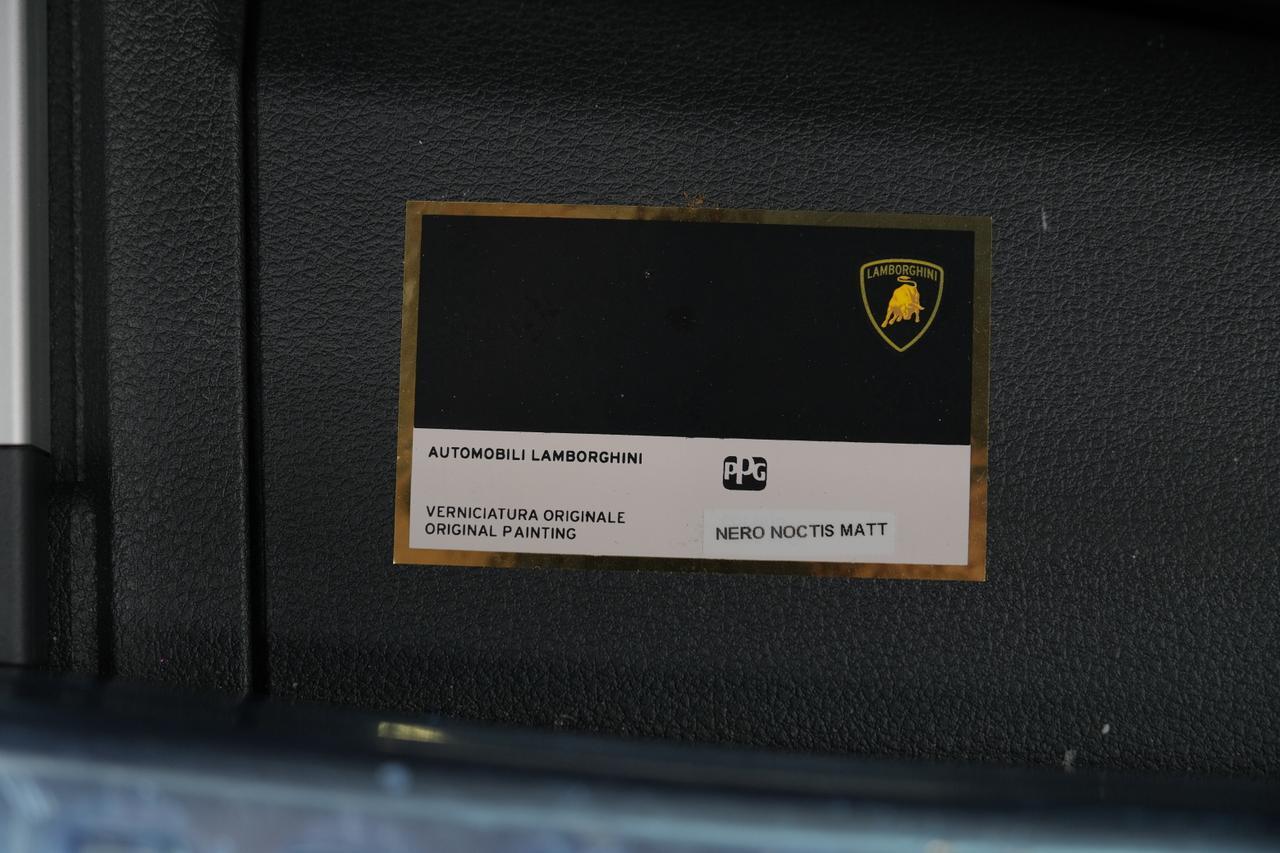 LAMBORGHINI
AUTOMOBILI LAMBORGHINI
PPG
VERNICIATURA ORIGINALE
ORIGINAL PAINTING
NERO NOCTIS MATT